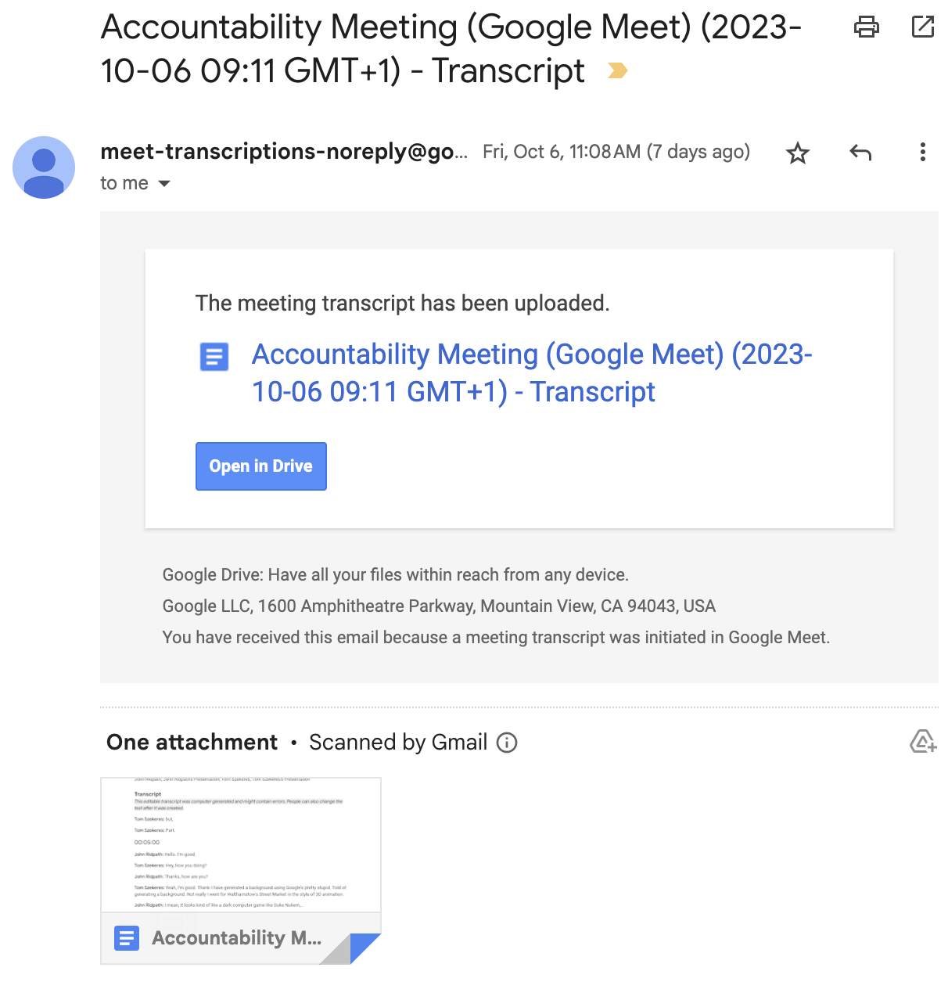 Accountability Meeting (Google Meet) (2023-
10-06 09:11 GMT+1) - Transcript
meet-transcriptions-noreply@go... Fri, Oct 6, 11:08 AM (7 days ago)
to me
The meeting transcript has been uploaded.
Accountability Meeting (Google Meet) (2023-
10-06 09:11 GMT+1) - Transcript
Open in Drive
Google Drive: Have all your files within reach from any device.
Google LLC, 1600 Amphitheatre Parkway, Mountain View, CA 94043, USA
You have received this email because a meeting transcript was initiated in Google Meet.
One attachment • Scanned by Gmail
John Ridpath, John Ridpath's Presentation, Tom Szekeres, Tom Szekeres's Presentation
Transcript
This editable transcript was computer generated and might contain errors. People can also change the
text after it was created.
Tom Szekeres: but,
Tom Szekeres: Part.
00:05:00
John Ridpath: Hello. I'm good.
Tom Szekeres: Hey, how you doing?
John Ridpath: Thanks, how are you?
Tom Szekeres: Yeah, I'm good. Thank I have generated a background using Google's pretty stupid. Told of
generating a background. Not really I went for Walthamstow's Street Market in the style of 3D animation.
John Ridpath: I mean, it looks kind of like a dark computer game like Duke Nukem,...
Accountability M...